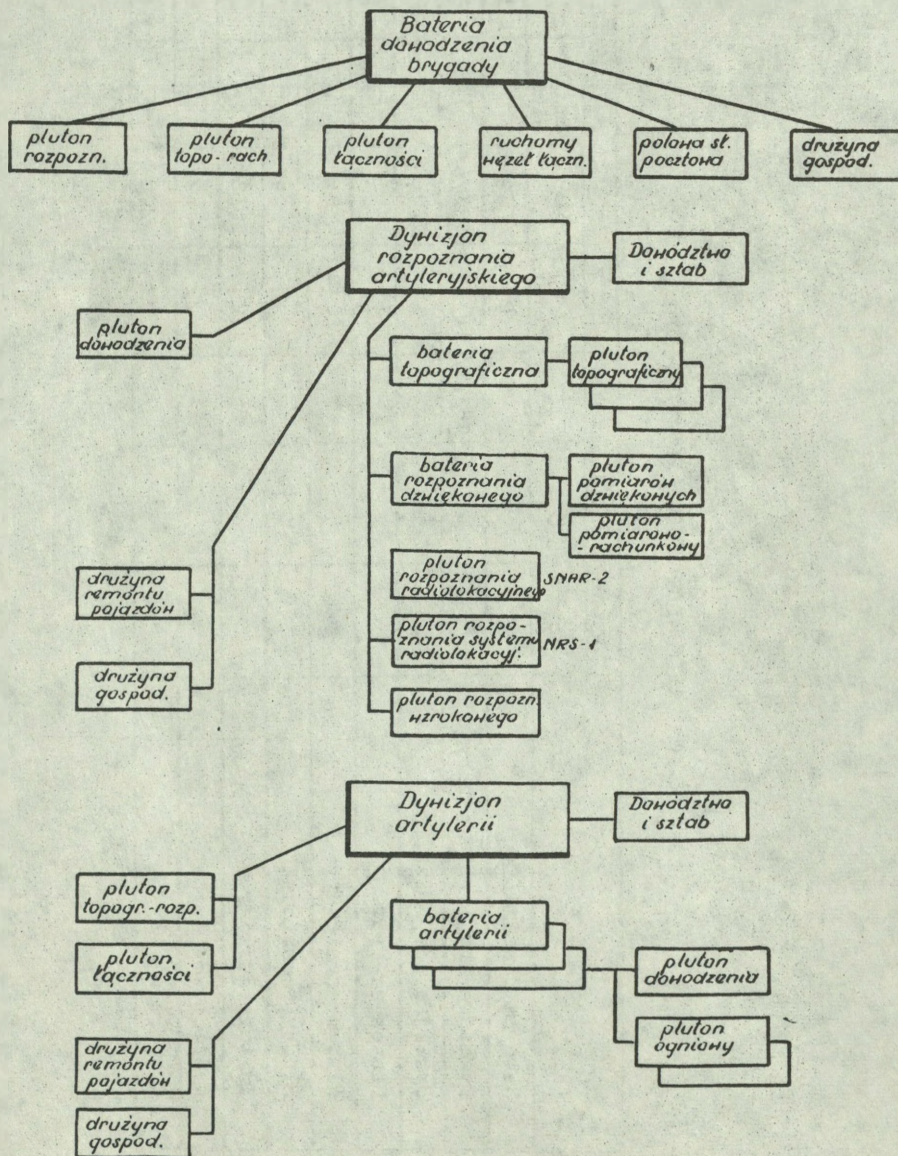 Bateria
dowodzenia
brygady
pluton
rozpozn.
pluton
topo-rach.
pluton
łączności
ruchomy
węzeł łączn.
polowa st.
pocztowa
drużyna
gospod.
Dywizjon
rozpoznania
artyleryjskiego
Dowództwo
i sztab
pluton
dowodzenia
bateria
topograficzna
pluton
topograficzny
bateria
rozpoznania
dźwiękowego
pluton
pomiarów
dźwiękowych
pluton
pomiarowo-
-rachunkowy
pluton
rozpoznania
radiolokacyjnego
SNAR-2
drużyna
remontu
pojazdów
pluton rozpo-
znania systemu
radiolokacyj.
NRS-1
drużyna
gospod.
pluton rozpozn.
wzrokowego
Dywizjon
artylerii
Dowództwo
i sztab
pluton
topogr.-rozp.
bateria
artylerii
pluton
łączności
pluton
dowodzenia
pluton
ogniowy
drużyna
remontu
pojazdów
drużyna
gospod.